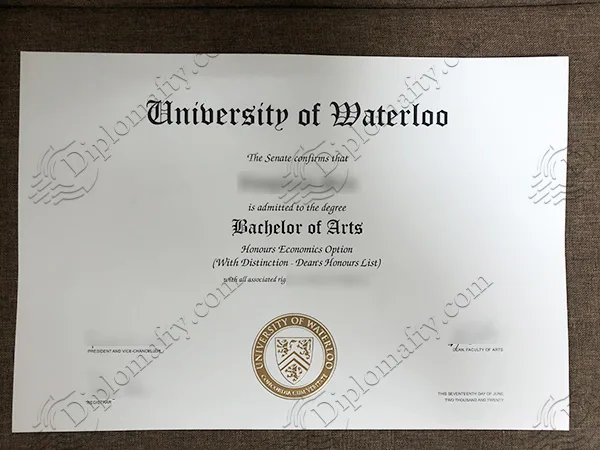 Diplomafty.com
Diplomafty.com
University of Waterloo
The Senate confirms that
is admitted to the degree
Bachelor of Arts
Honours Economics Option
(With Distinction - Dean's Honours List)
with all associated rig
PRESIDENT AND VICE-CHANCELLOR
DEAN, FACULTY OF ARTS
REGISTRAR
UNIVERSITY OF WATERLOO
CONCORDIA CUM VERITATE
THIS SEVENTEENTH DAY OF JUNE,
TWO THOUSAND AND TWENTY
Diplomafty.com
Diplomafty.com